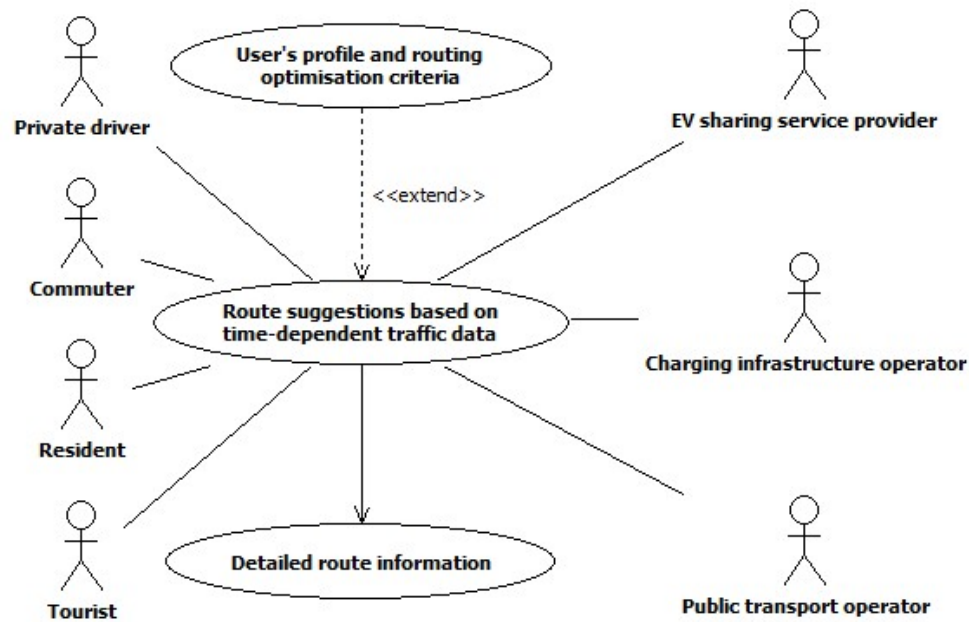 User's profile and routing
optimisation criteria
Private driver
EV sharing service provider
<<extend>>
Commuter
Route suggestions based on
time-dependent traffic data
Charging infrastructure operator
Resident
Detailed route information
Tourist
Public transport operator